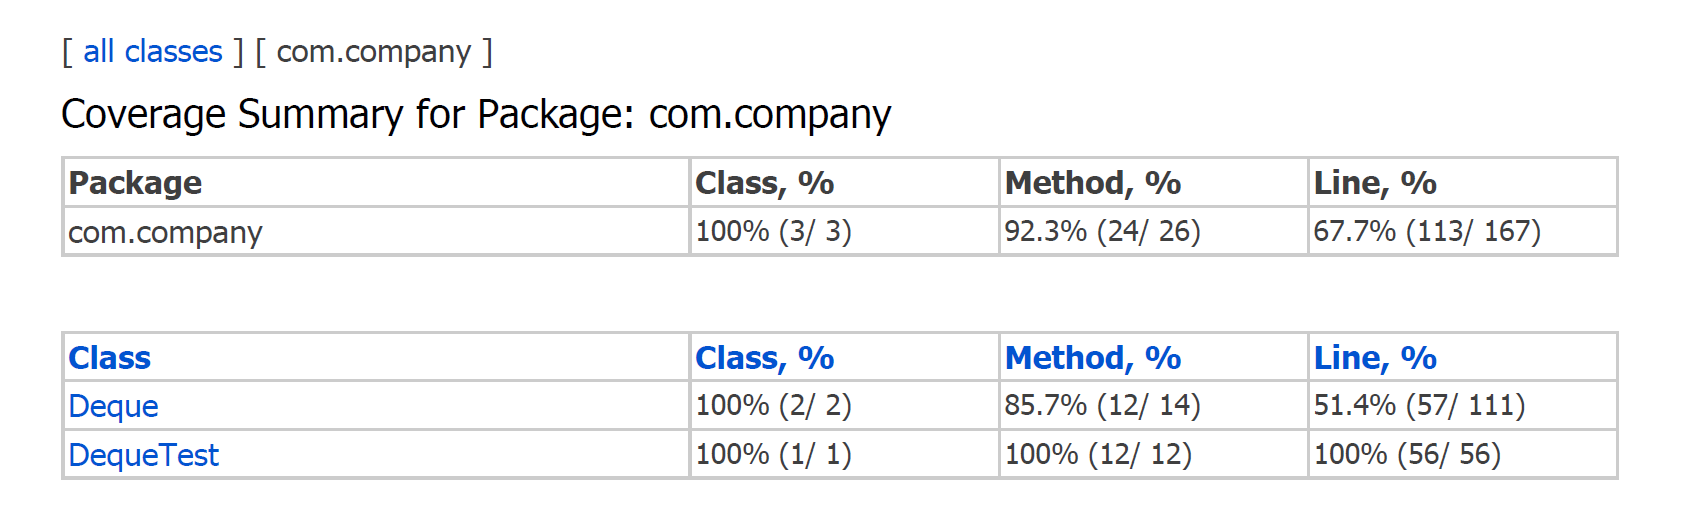 [ all classes ] [ com.company ]
Coverage Summary for Package: com.company
Package Class, % Method, % Line, %
com.company 100% (3/ 3) 92.3% (24/ 26) 67.7% (113/ 167)
Class Class, % Method, % Line, %
Deque 100% (2/ 2) 85.7% (12/ 14) 51.4% (57/ 111)
DequeTest 100% (1/ 1) 100% (12/ 12) 100% (56/ 56)